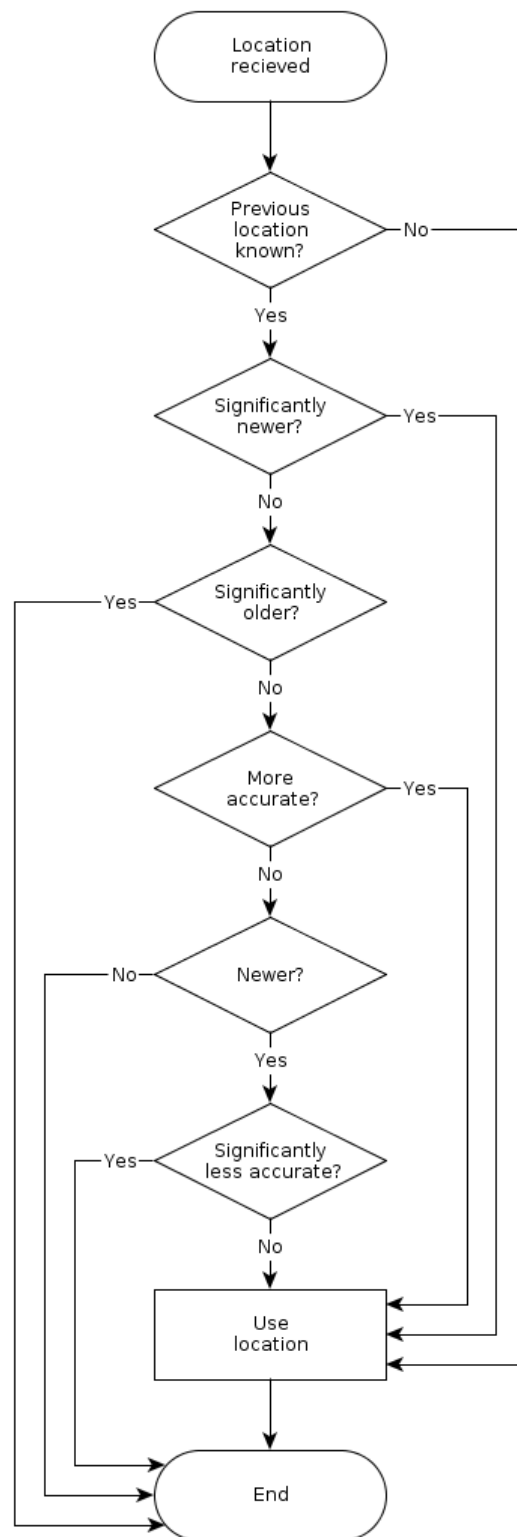 Location
recieved
Previous
location
known?
No
Yes
Significantly
newer?
Yes
No
Yes
Significantly
older?
No
More
accurate?
Yes
No
No
Newer?
Yes
Yes
Significantly
less accurate?
No
Use
location
End